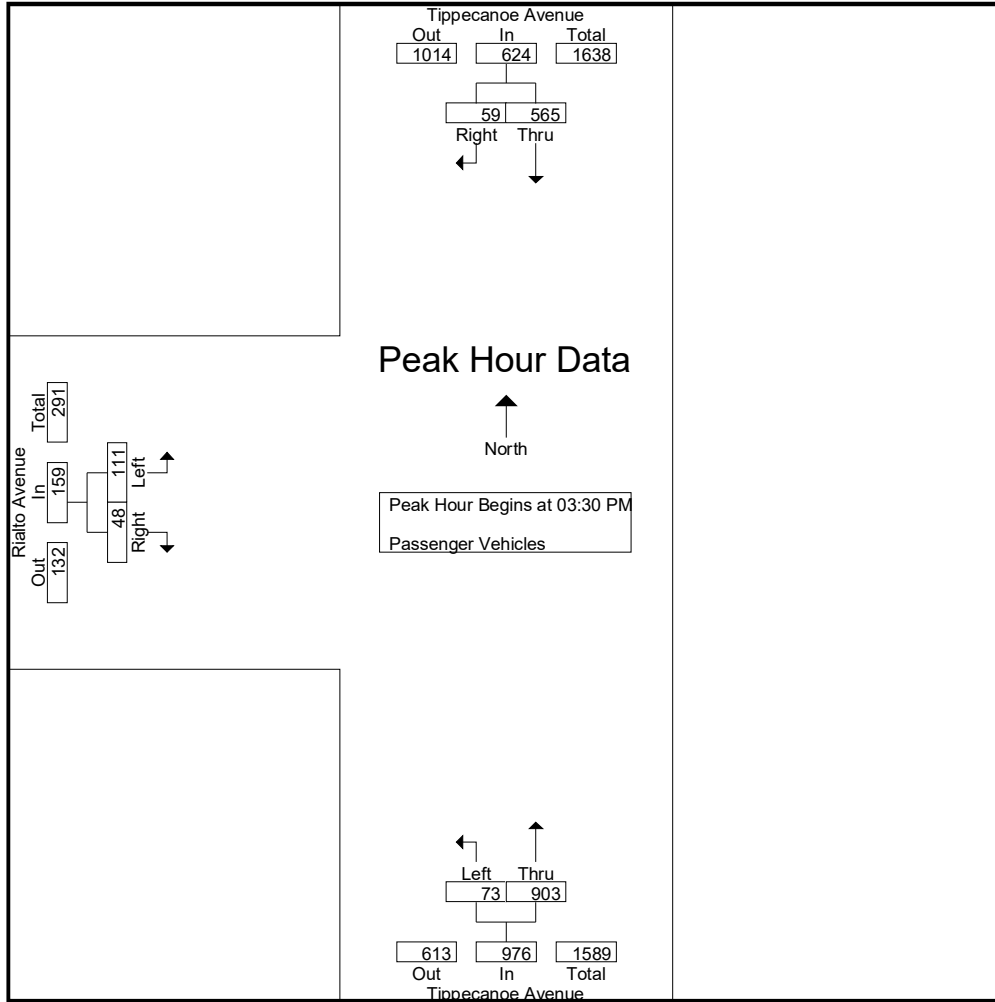 Tippecanoe Avenue
Out In Total
1014 624 1638
59 565
Right Thru
Peak Hour Data
North
Peak Hour Begins at 03:30 PM
Passenger Vehicles
Rialto Avenue
Out In Total
132 159 291
48 111
Right Left
Left Thru
73 903
613 976 1589
Out In Total
Tippecanoe Avenue